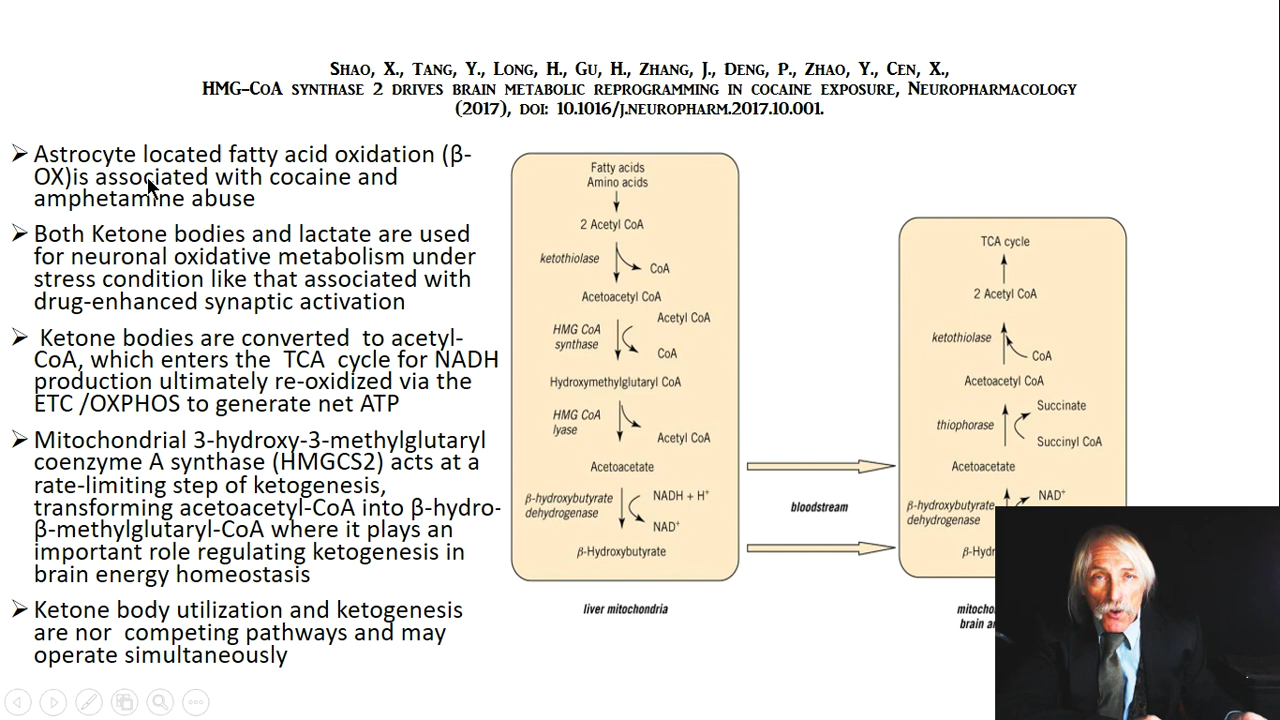 Shao, X., Tang, Y., Long, H., Gu, H., Zhang, J., Deng, P., Zhao, Y., Cen, X.,
HMG–CoA synthase 2 drives brain metabolic reprogramming in cocaine exposure, Neuropharmacology
(2017), doi: 10.1016/j.neuropharm.2017.10.001.
Astrocyte located fatty acid oxidation (β-
OX)is associated with cocaine and
amphetamine abuse
Both Ketone bodies and lactate are used
for neuronal oxidative metabolism under
stress condition like that associated with
drug-enhanced synaptic activation
Ketone bodies are converted to acetyl-
CoA, which enters the TCA cycle for NADH
production ultimately re-oxidized via the
ETC /OXPHOS to generate net ATP
Mitochondrial 3-hydroxy-3-methylglutaryl
coenzyme A synthase (HMGCS2) acts at a
rate-limiting step of ketogenesis,
transforming acetoacetyl-CoA into β-hydro-
β-methylglutaryl-CoA where it plays an
important role regulating ketogenesis in
brain energy homeostasis
Ketone body utilization and ketogenesis
are nor competing pathways and may
operate simultaneously
Fatty acids
Amino acids
2 Acetyl CoA
ketothiolase
CoA
Acetoacetyl CoA
HMG CoA
synthase
Acetyl CoA
CoA
Hydroxymethylglutaryl CoA
HMG CoA
lyase
Acetyl CoA
Acetoacetate
β-hydroxybutyrate
dehydrogenase
NADH + H⁺
NAD⁺
β-Hydroxybutyrate
liver mitochondria
bloodstream
TCA cycle
2 Acetyl CoA
ketothiolase
CoA
Acetoacetyl CoA
thiophorase
Succinate
Succinyl CoA
Acetoacetate
β-hydroxybutyrate
dehydrogenase
NAD⁺
brain